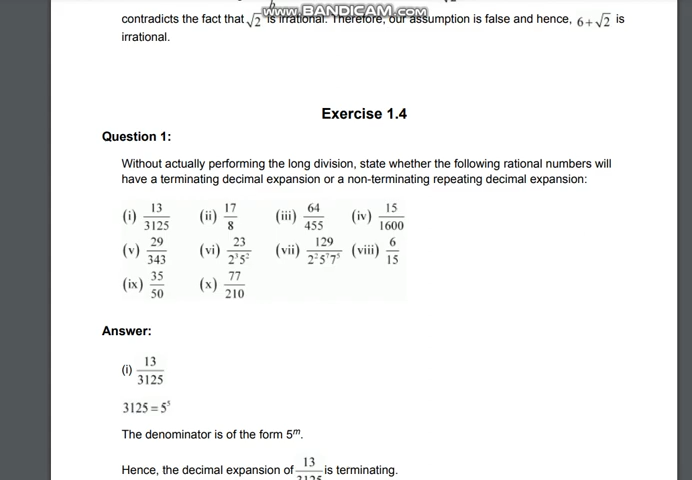 contradicts the fact that √2 is irrational. Therefore, our assumption is false and hence, 6+√2 is
www.BANDICAM.com
irrational.
Exercise 1.4
Question 1:
Without actually performing the long division, state whether the following rational numbers will
have a terminating decimal expansion or a non-terminating repeating decimal expansion:
(i) 13/3125 (ii) 17/8 (iii) 64/455 (iv) 15/1600
(v) 29/343 (vi) 23/2³5² (vii) 129/2²5⁷7⁵ (viii) 6/15
(ix) 35/50 (x) 77/210
Answer:
(i) 13/3125
3125 = 5⁵
The denominator is of the form 5ᵐ.
Hence, the decimal expansion of 13/3125 is terminating.